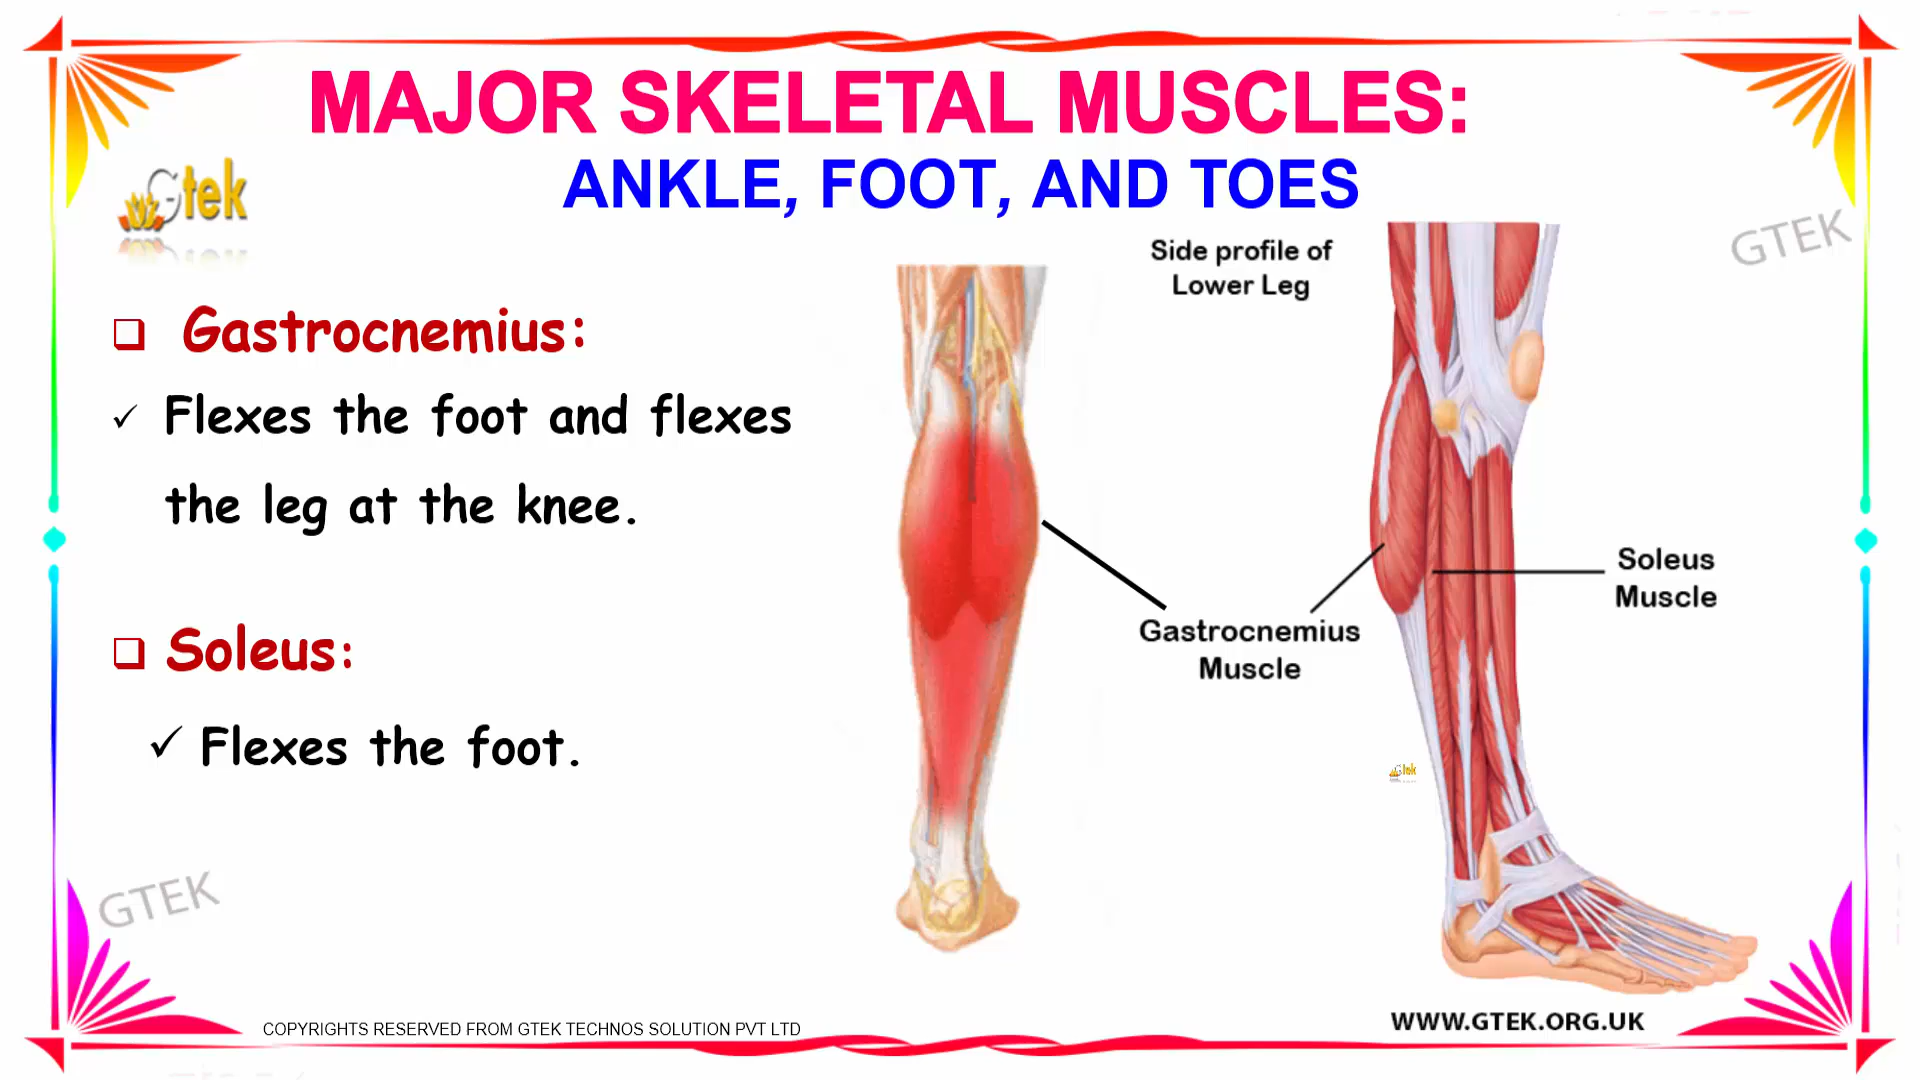 MAJOR SKELETAL MUSCLES:
ANKLE, FOOT, AND TOES
Gtek
GTEK
Side profile of
Lower Leg
Gastrocnemius:
✓ Flexes the foot and flexes
the leg at the knee.
Soleus
Muscle
Gastrocnemius
Muscle
Soleus:
✓ Flexes the foot.
Gtek
GTEK
COPYRIGHTS RESERVED FROM GTEK TECHNOS SOLUTION PVT LTD
WWW.GTEK.ORG.UK